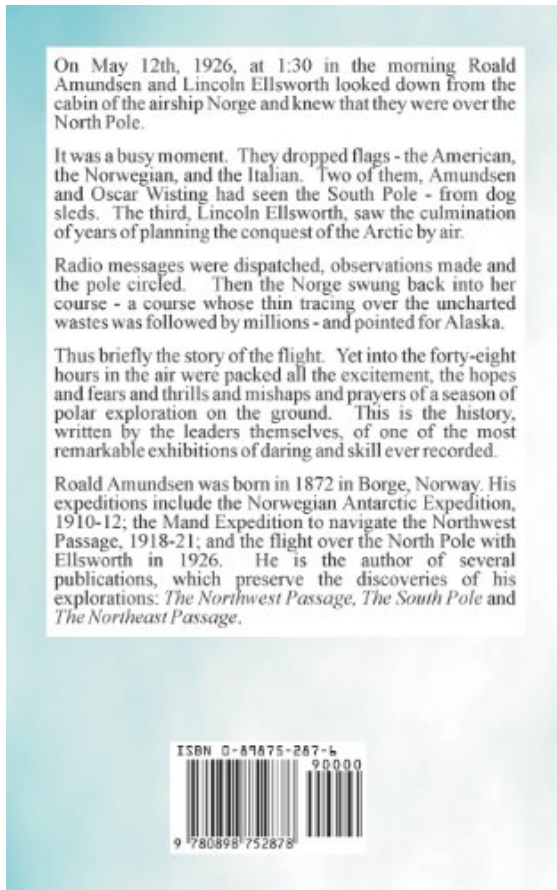 On May 12th, 1926, at 1:30 in the morning Roald
Amundsen and Lincoln Ellsworth looked down from the
cabin of the airship Norge and knew that they were over the
North Pole.
It was a busy moment. They dropped flags - the American,
the Norwegian, and the Italian. Two of them, Amundsen
and Oscar Wisting had seen the South Pole - from dog
sleds. The third, Lincoln Ellsworth, saw the culmination
of years of planning the conquest of the Arctic by air.
Radio messages were dispatched, observations made and
the pole circled. Then the Norge swung back into her
course - a course whose thin tracing over the uncharted
wastes was followed by millions - and pointed for Alaska.
Thus briefly the story of the flight. Yet into the forty-eight
hours in the air were packed all the excitement, the hopes
and fears and thrills and mishaps and prayers of a season of
polar exploration on the ground. This is the history,
written by the leaders themselves, of one of the most
remarkable exhibitions of daring and skill ever recorded.
Roald Amundsen was born in 1872 in Borge, Norway. His
expeditions include the Norwegian Antarctic Expedition,
1910-12; the Mand Expedition to navigate the Northwest
Passage, 1918-21; and the flight over the North Pole with
Ellsworth in 1926. He is the author of several
publications, which preserve the discoveries of his
explorations: The Northwest Passage, The South Pole and
The Northeast Passage.
ISBN 0-89875-287-6
90000
9 780898 752878